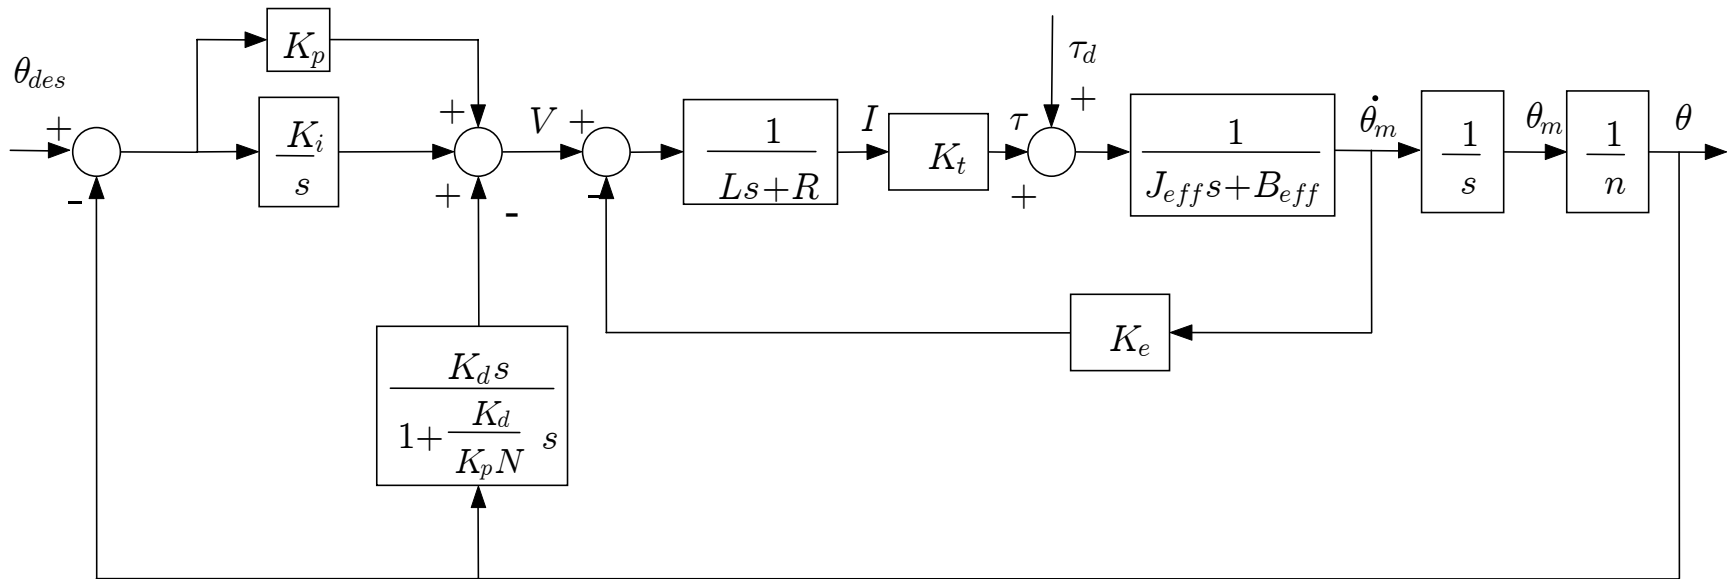 K_p
τ_d
θ_des
+
+
+
V
+
I
τ
θ̇_m
θ_m
θ
K_i
s
1
Ls+R
K_t
1
J_eff s+B_eff
1
s
1
n
-
+
-
-
+
K_e
K_d s
1+
K_d
K_p N
s